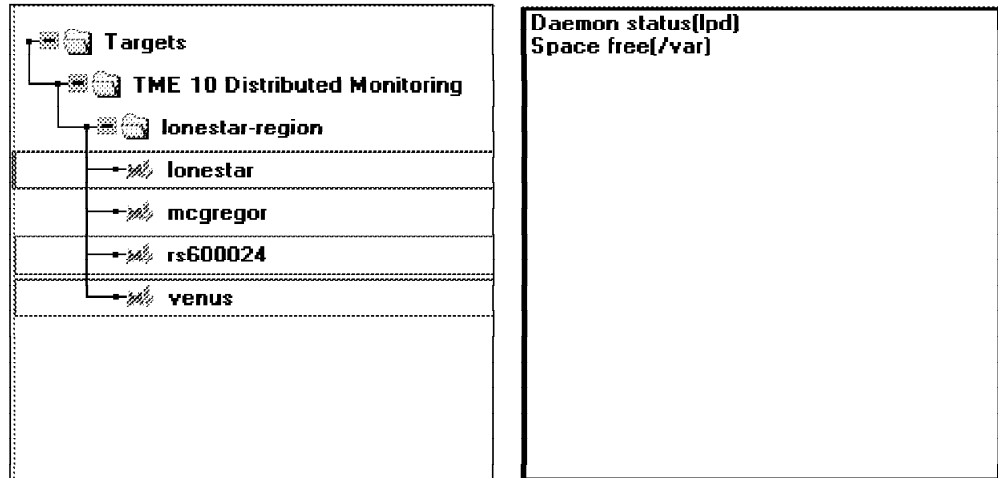 Targets
TME 10 Distributed Monitoring
lonestar-region
lonestar
mcgregor
rs600024
venus
Daemon status(lpd)
Space free(/var)